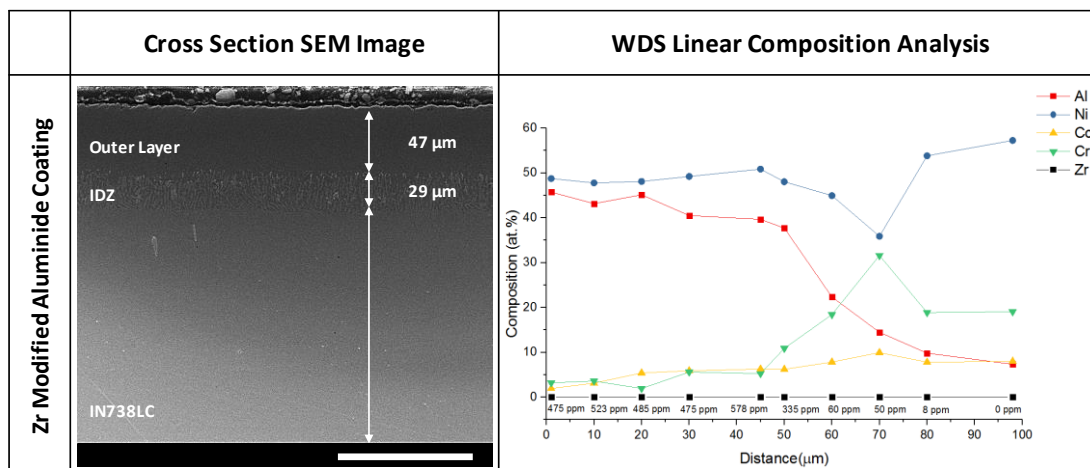 Cross Section SEM Image
WDS Linear Composition Analysis
Zr Modified Aluminide Coating
Outer Layer
47 µm
IDZ
29 µm
IN738LC
Al
Ni
Co
Cr
Zr
Composition (at.%)
60
50
40
30
20
10
0
475 ppm 523 ppm 485 ppm 475 ppm 578 ppm 335 ppm 60 ppm 50 ppm 8 ppm 0 ppm
0 10 20 30 40 50 60 70 80 90 100
Distance(µm)